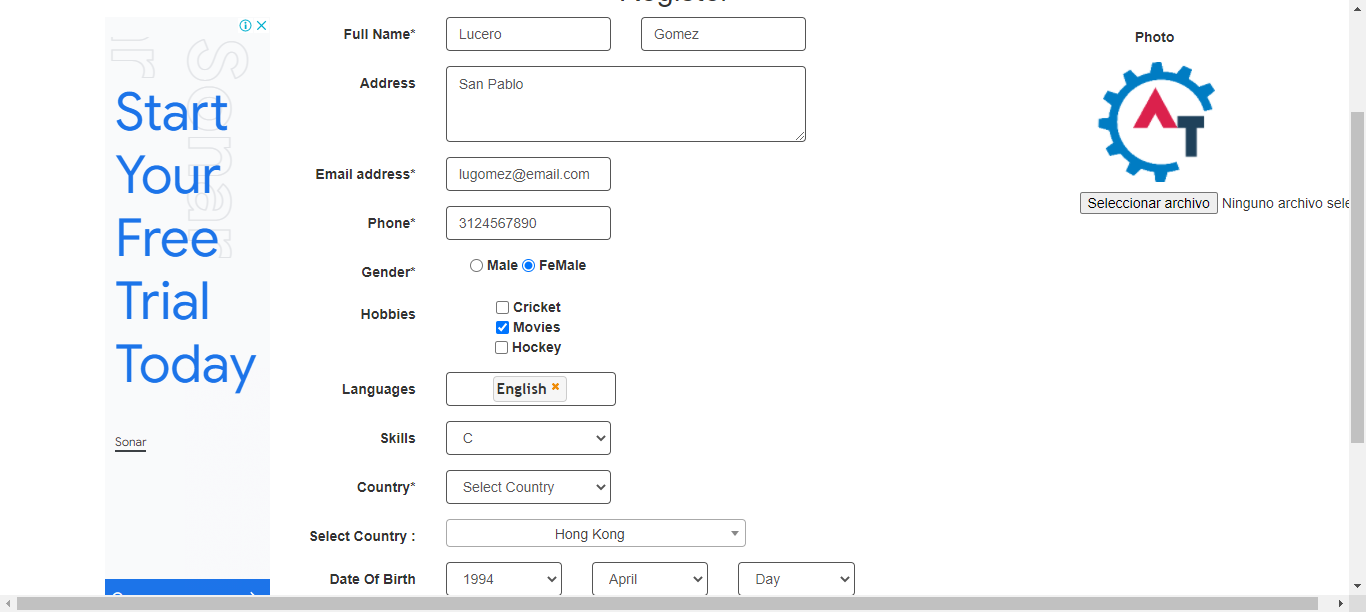 Register
Full Name*
Lucero
Gomez
Photo
Address
San Pablo
Start
Your
Free
Trial
Today
Sonar
Sonar
AT
Seleccionar archivo
Ninguno archivo sele
Email address*
lugomez@email.com
Phone*
3124567890
Gender*
Male
FeMale
Hobbies
Cricket
Movies
Hockey
Languages
English
Skills
C
Country*
Select Country
Select Country :
Hong Kong
Date Of Birth
1994
April
Day